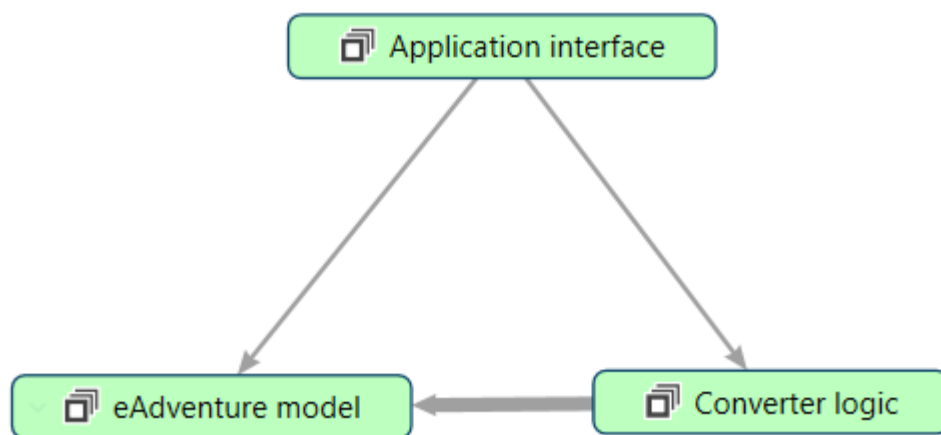 Application interface
eAdventure model
Converter logic